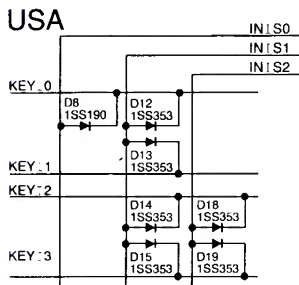 USA
INIS0
INIS1
INIS2
KEY:0
D8
1SS190
D12
1SS353
D13
1SS353
KEY:1
KEY:2
D14
1SS353
D18
1SS353
KEY:3
D15
1SS353
D19
1SS353